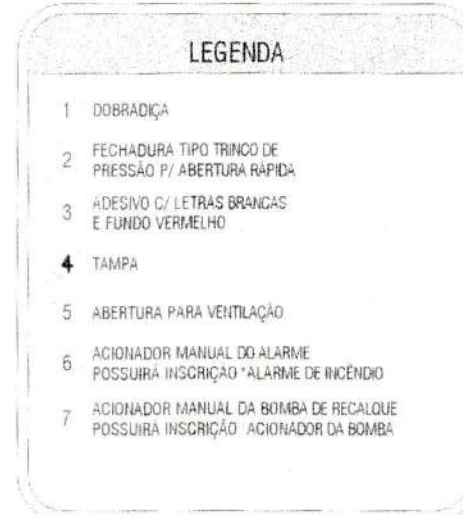 LEGENDA
1 DOBRADIÇA
2 FECHADURA TIPO TRINCO DE
PRESSÃO P/ ABERTURA RÁPIDA
3 ADESIVO C/ LETRAS BRANCAS
E FUNDO VERMELHO
4 TAMPA
5 ABERTURA PARA VENTILAÇÃO
6 ACIONADOR MANUAL DO ALARME
POSSUIRÁ INSCRIÇÃO "ALARME DE INCÊNDIO
7 ACIONADOR MANUAL DA BOMBA DE RECALQUE
POSSUIRÁ INSCRIÇÃO ACIONADOR DA BOMBA